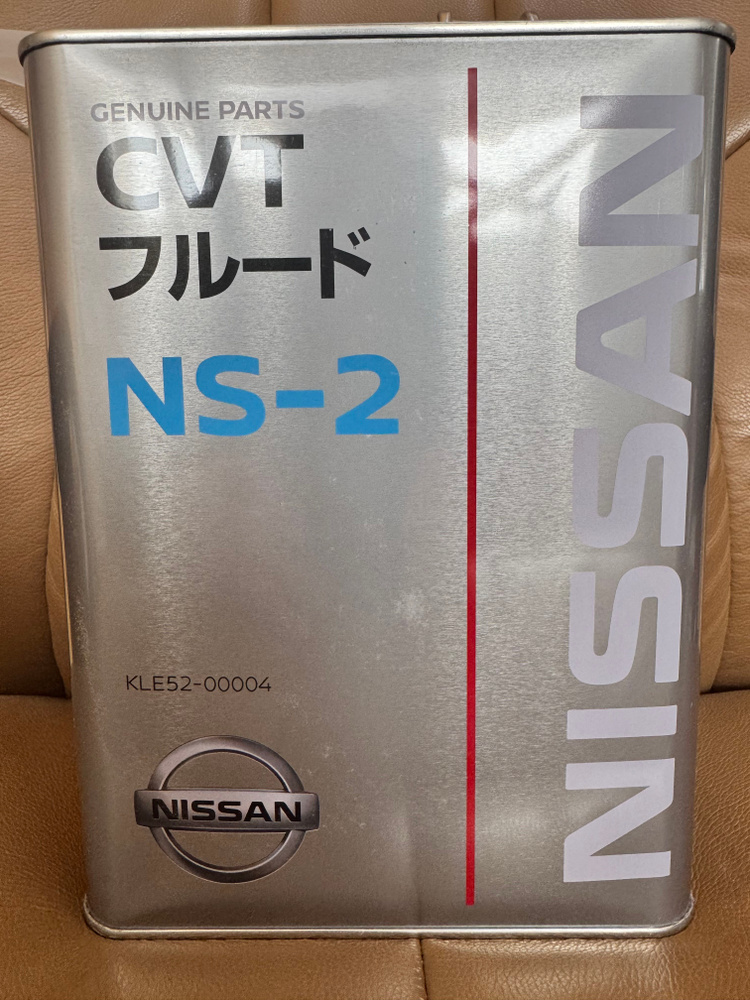 GENUINE PARTS
CVT
フルード
NS-2
KLE52-00004
NISSAN
NISSAN